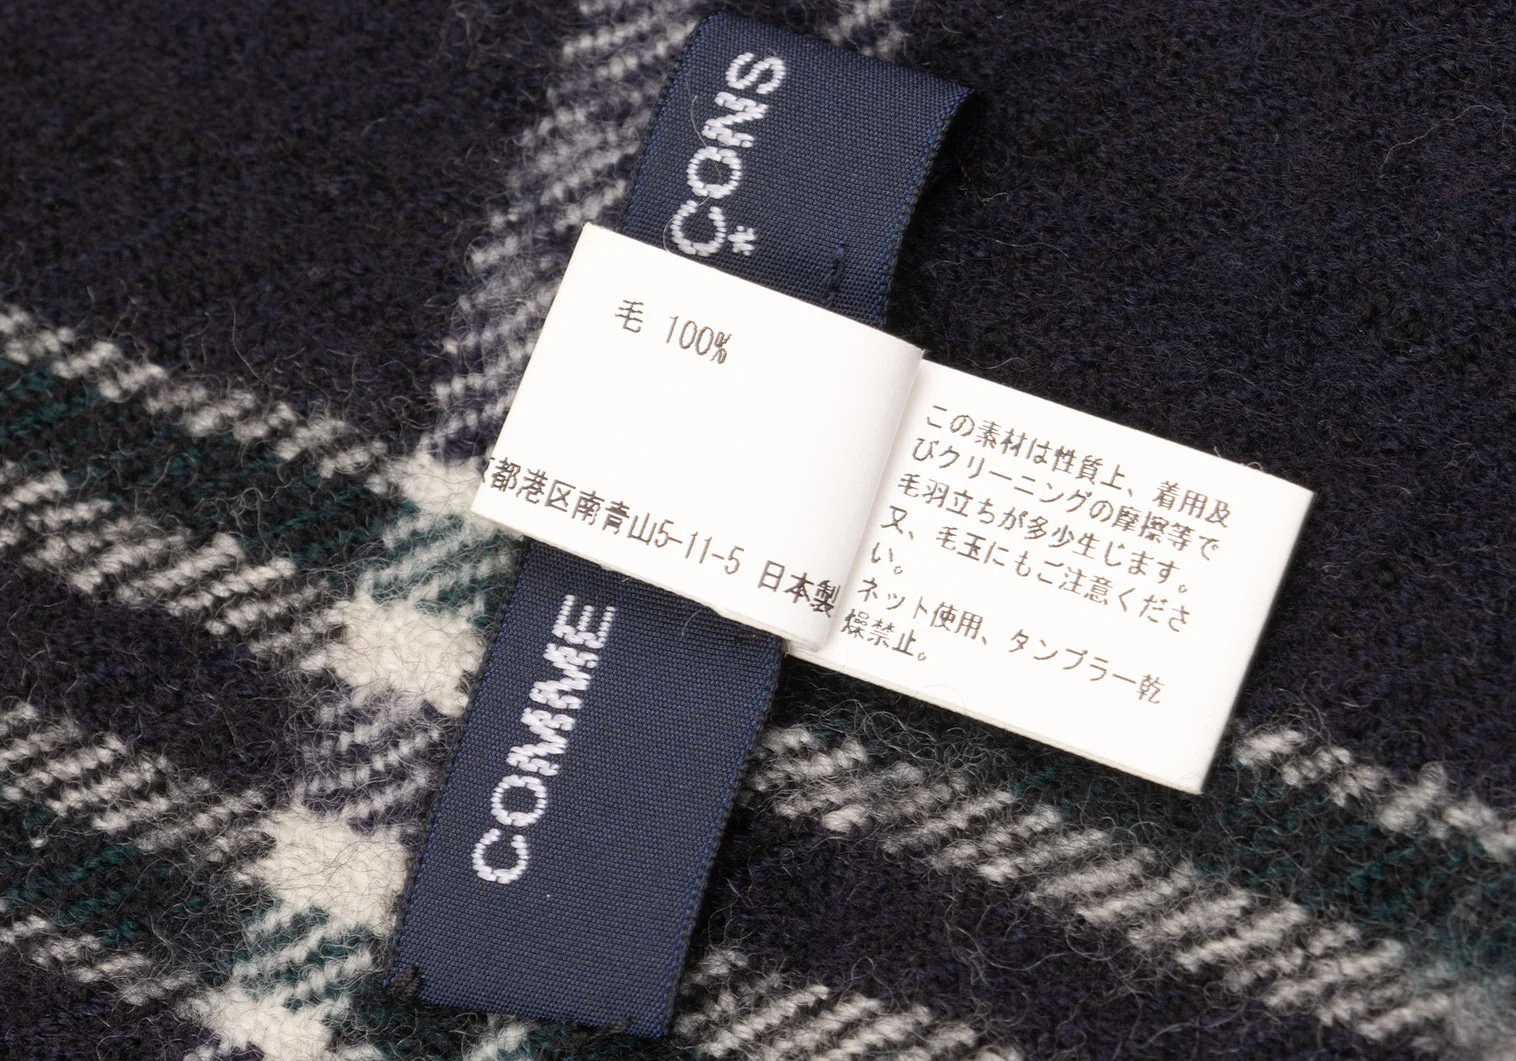 COMME
CONS
毛 100%
都港区南青山5-11-5 日本製
この素材は性質上、着用及
びクリーニングの摩擦等で
毛羽立ちが多少生じます。
又、毛玉にもご注意くださ
い。
ネット使用、タンブラー乾
燥禁止。